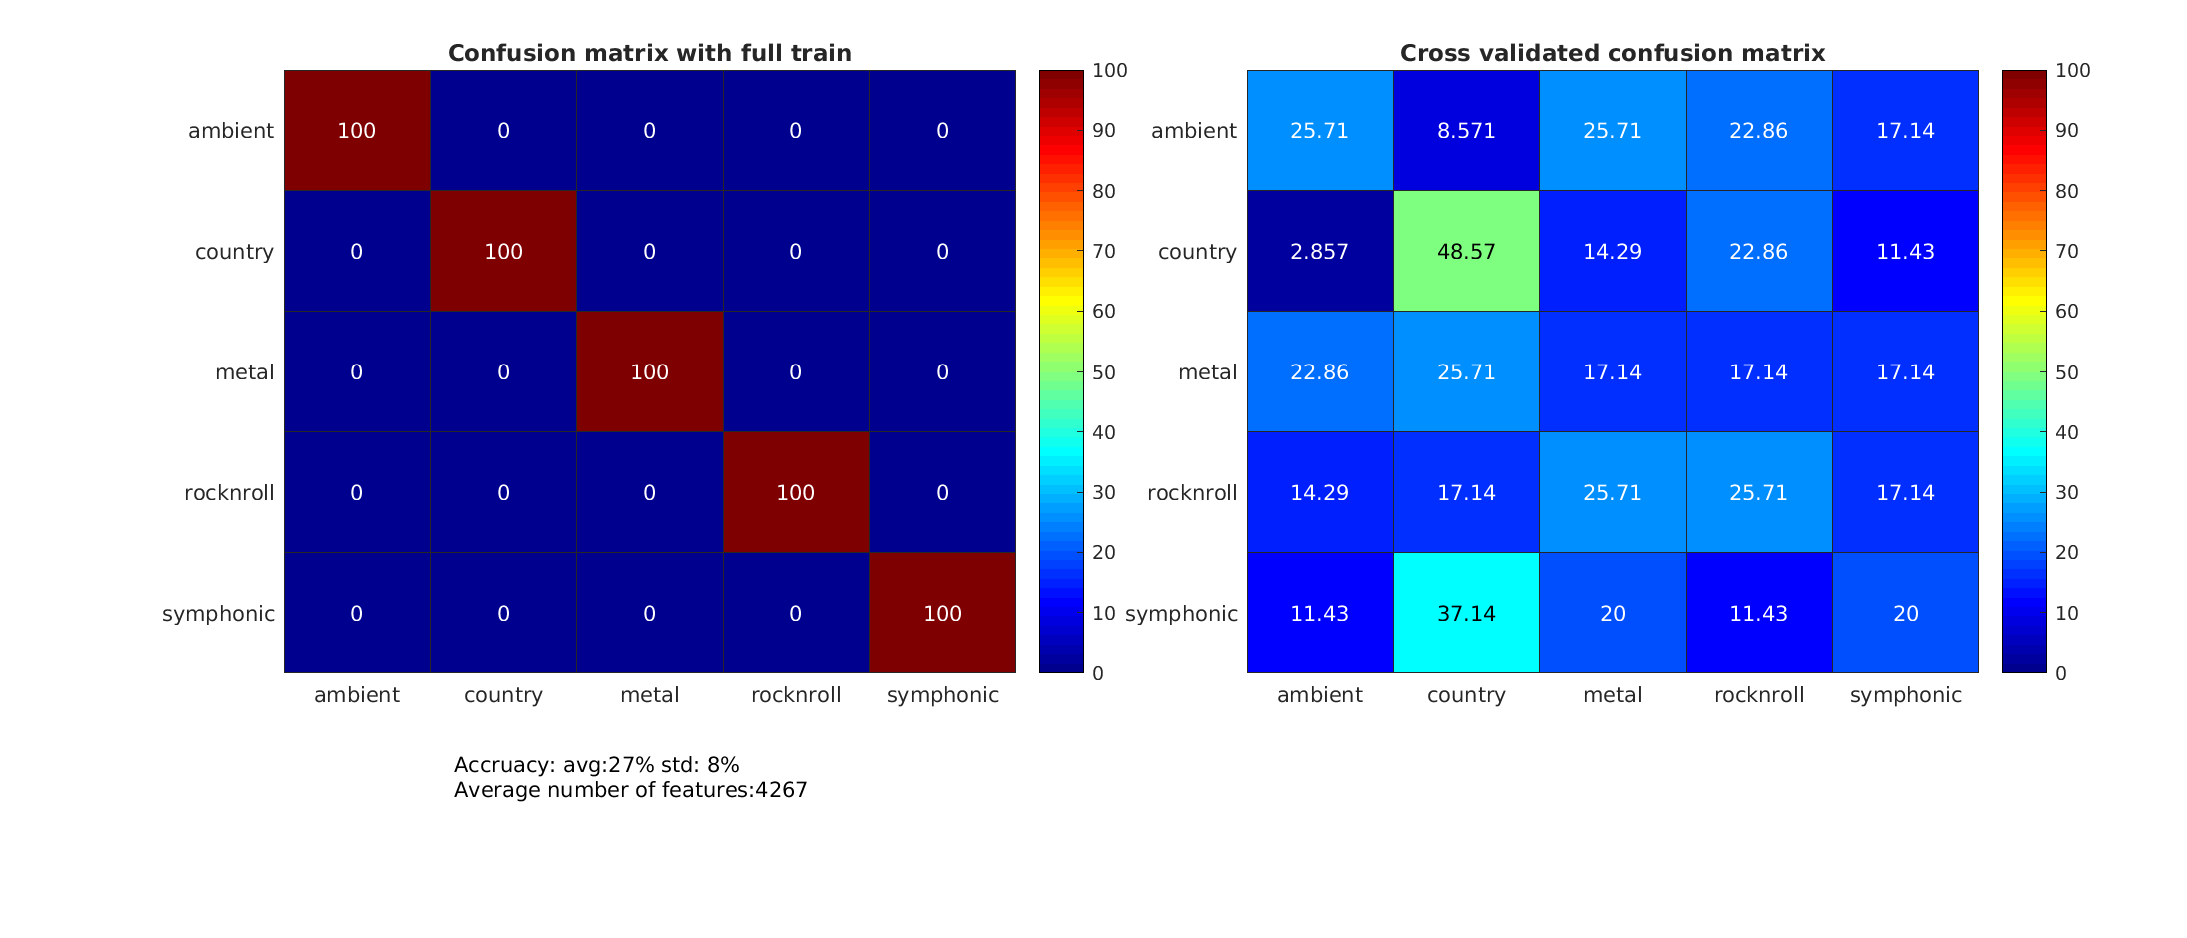 Confusion matrix with full train
ambient 100 0 0 0 0
country 0 100 0 0 0
metal 0 0 100 0 0
rocknroll 0 0 0 100 0
symphonic 0 0 0 0 100
ambient country metal rocknroll symphonic
100
90
80
70
60
50
40
30
20
10
0
Cross validated confusion matrix
ambient 25.71 8.571 25.71 22.86 17.14
country 2.857 48.57 14.29 22.86 11.43
metal 22.86 25.71 17.14 17.14 17.14
rocknroll 14.29 17.14 25.71 25.71 17.14
symphonic 11.43 37.14 20 11.43 20
ambient country metal rocknroll symphonic
100
90
80
70
60
50
40
30
20
10
0
Accruacy: avg:27% std: 8%
Average number of features:4267